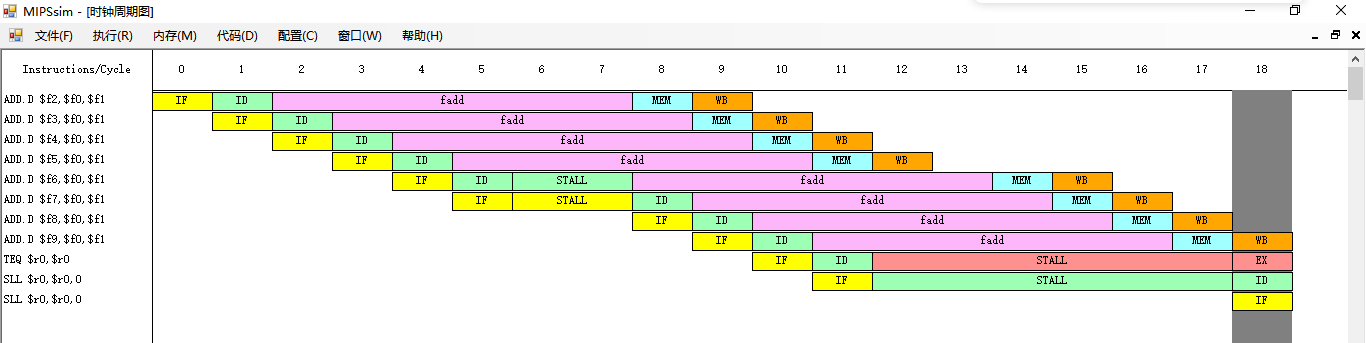 MIPSsim - [时钟周期图]
文件(F) 执行(R) 内存(M) 代码(D) 配置(C) 窗口(W) 帮助(H)
Instructions/Cycle 0 1 2 3 4 5 6 7 8 9 10 11 12 13 14 15 16 17 18
ADD.D $f2,$f0,$f1 IF ID fadd MEM WB
ADD.D $f3,$f0,$f1 IF ID fadd MEM WB
ADD.D $f4,$f0,$f1 IF ID fadd MEM WB
ADD.D $f5,$f0,$f1 IF ID fadd MEM WB
ADD.D $f6,$f0,$f1 IF ID STALL fadd MEM WB
ADD.D $f7,$f0,$f1 IF STALL ID fadd MEM WB
ADD.D $f8,$f0,$f1 IF ID fadd MEM WB
ADD.D $f9,$f0,$f1 IF ID fadd MEM WB
TEQ $r0,$r0 IF ID STALL EX
SLL $r0,$r0,0 IF STALL ID
SLL $r0,$r0,0 IF